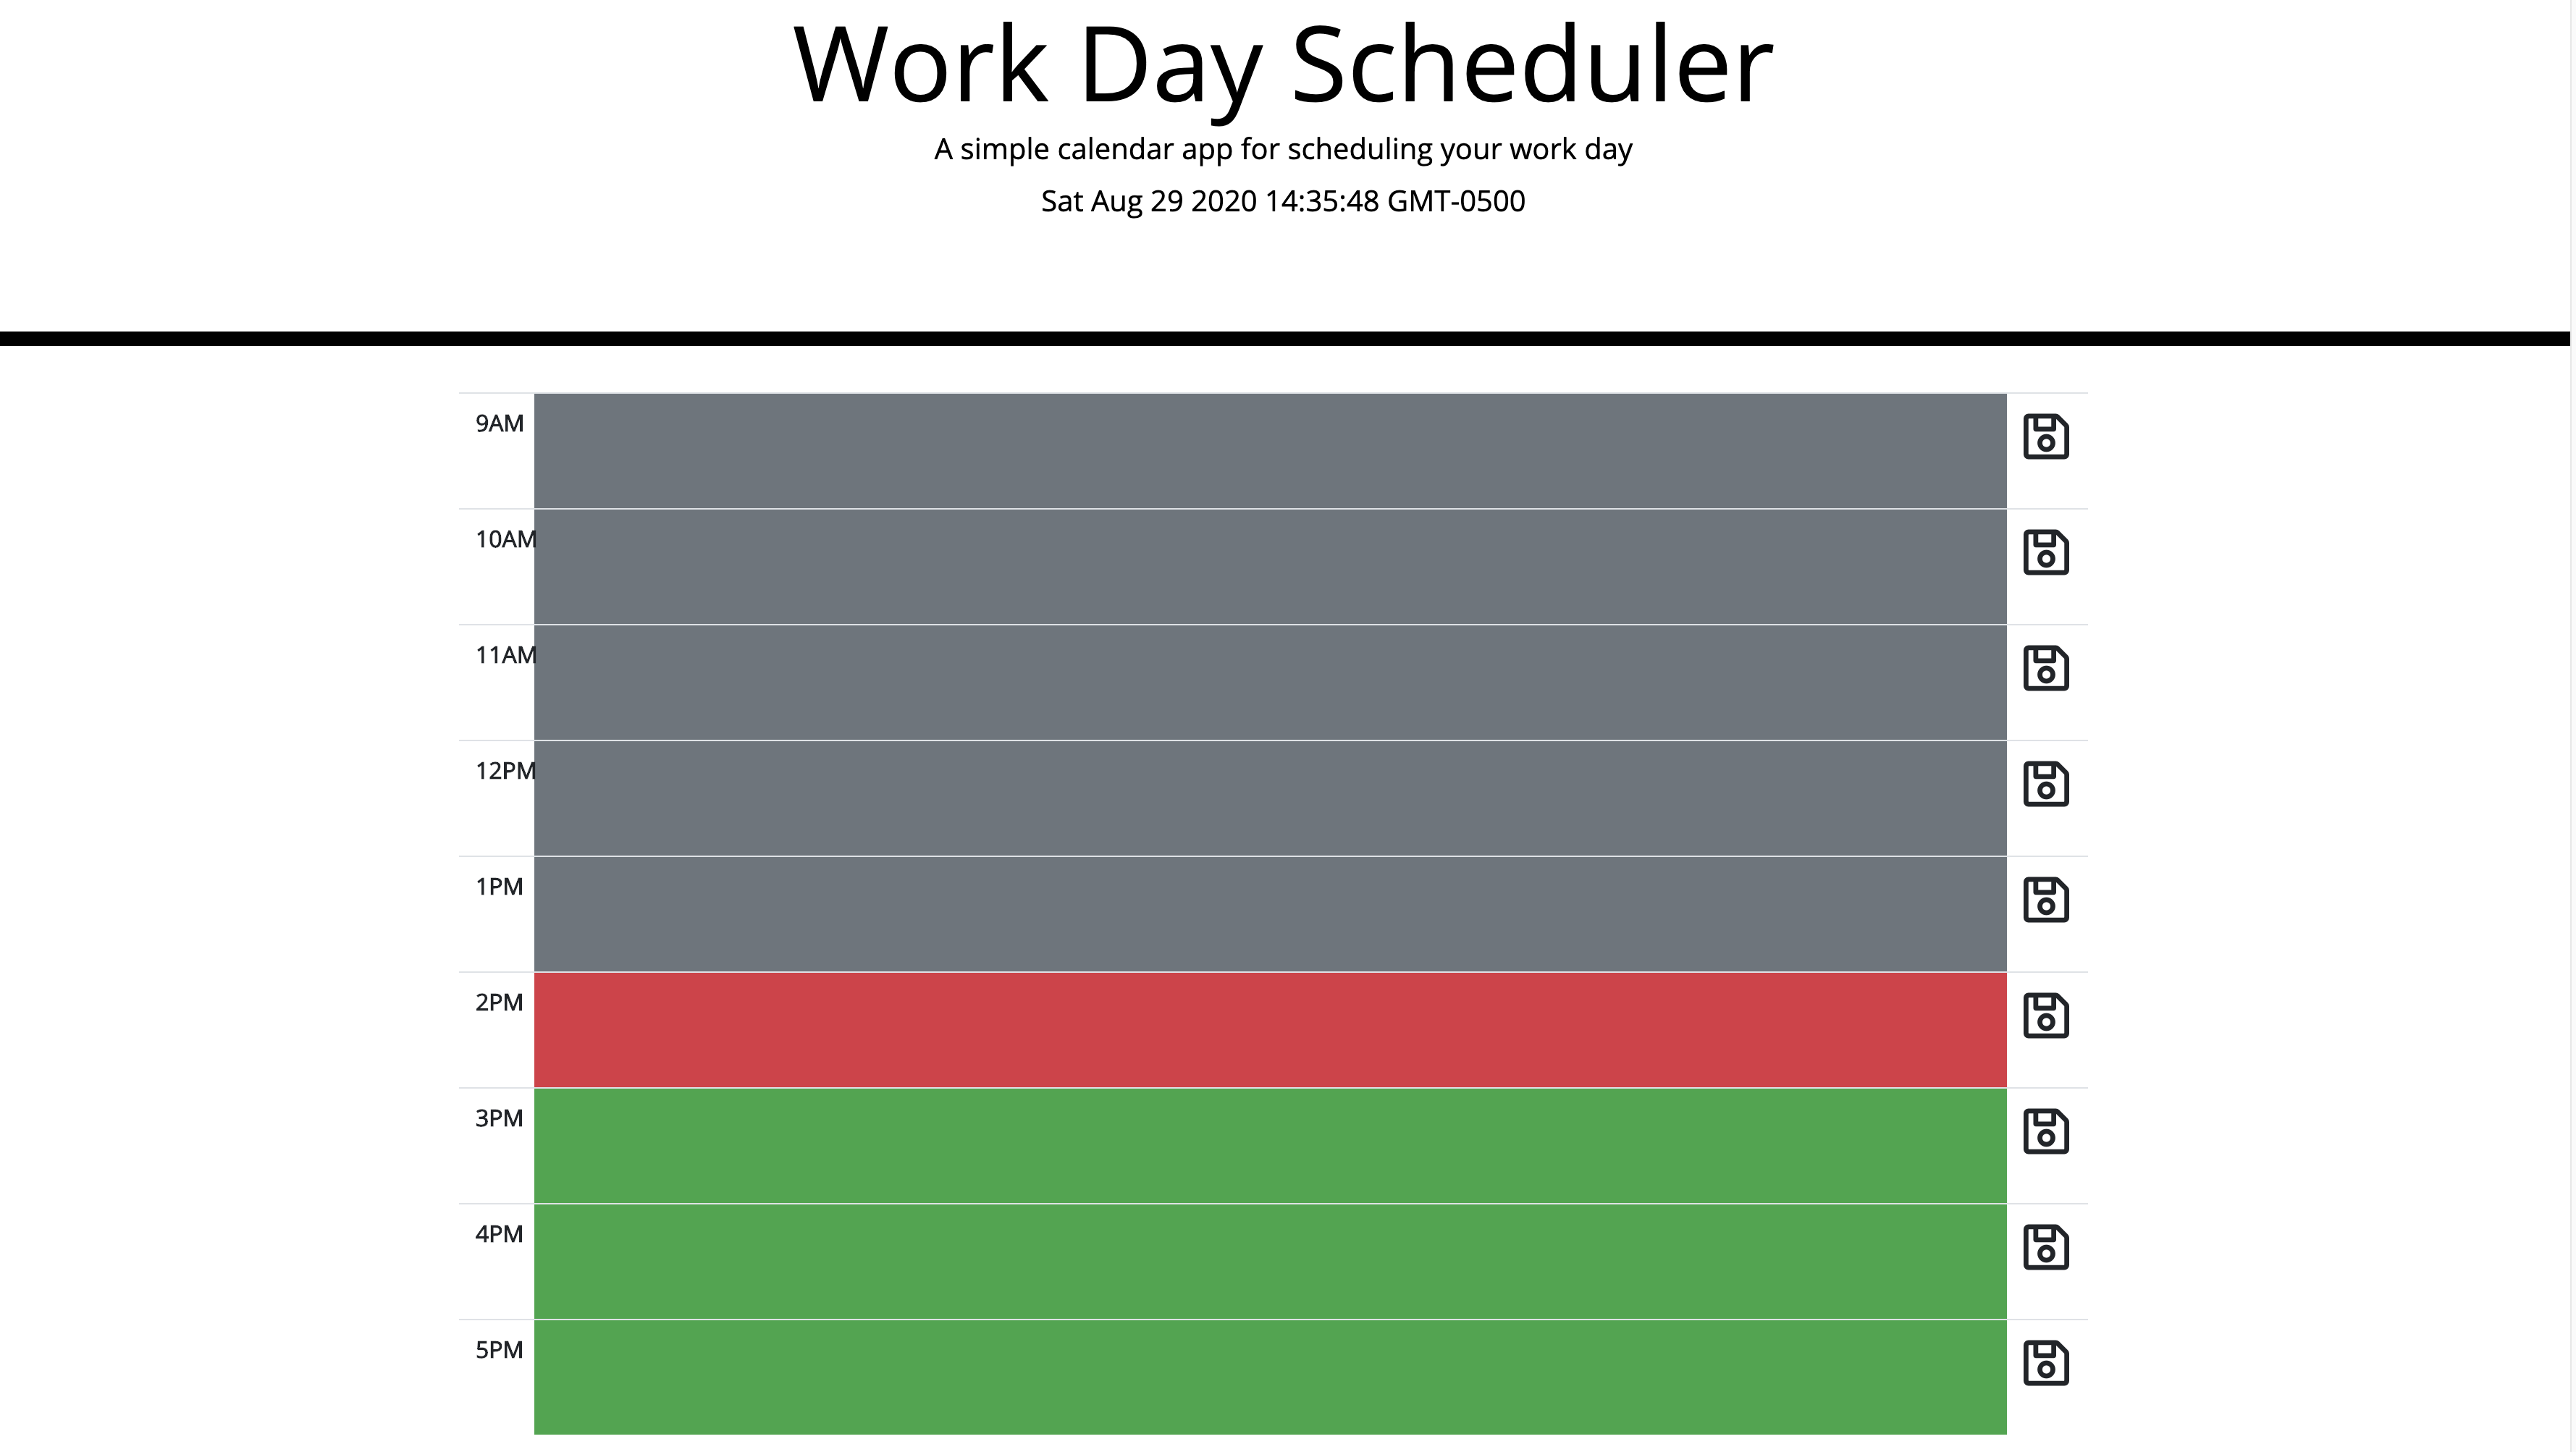 Work Day Scheduler
A simple calendar app for scheduling your work day
Sat Aug 29 2020 14:35:48 GMT-0500
9AM
10AM
11AM
12PM
1PM
2PM
3PM
4PM
5PM